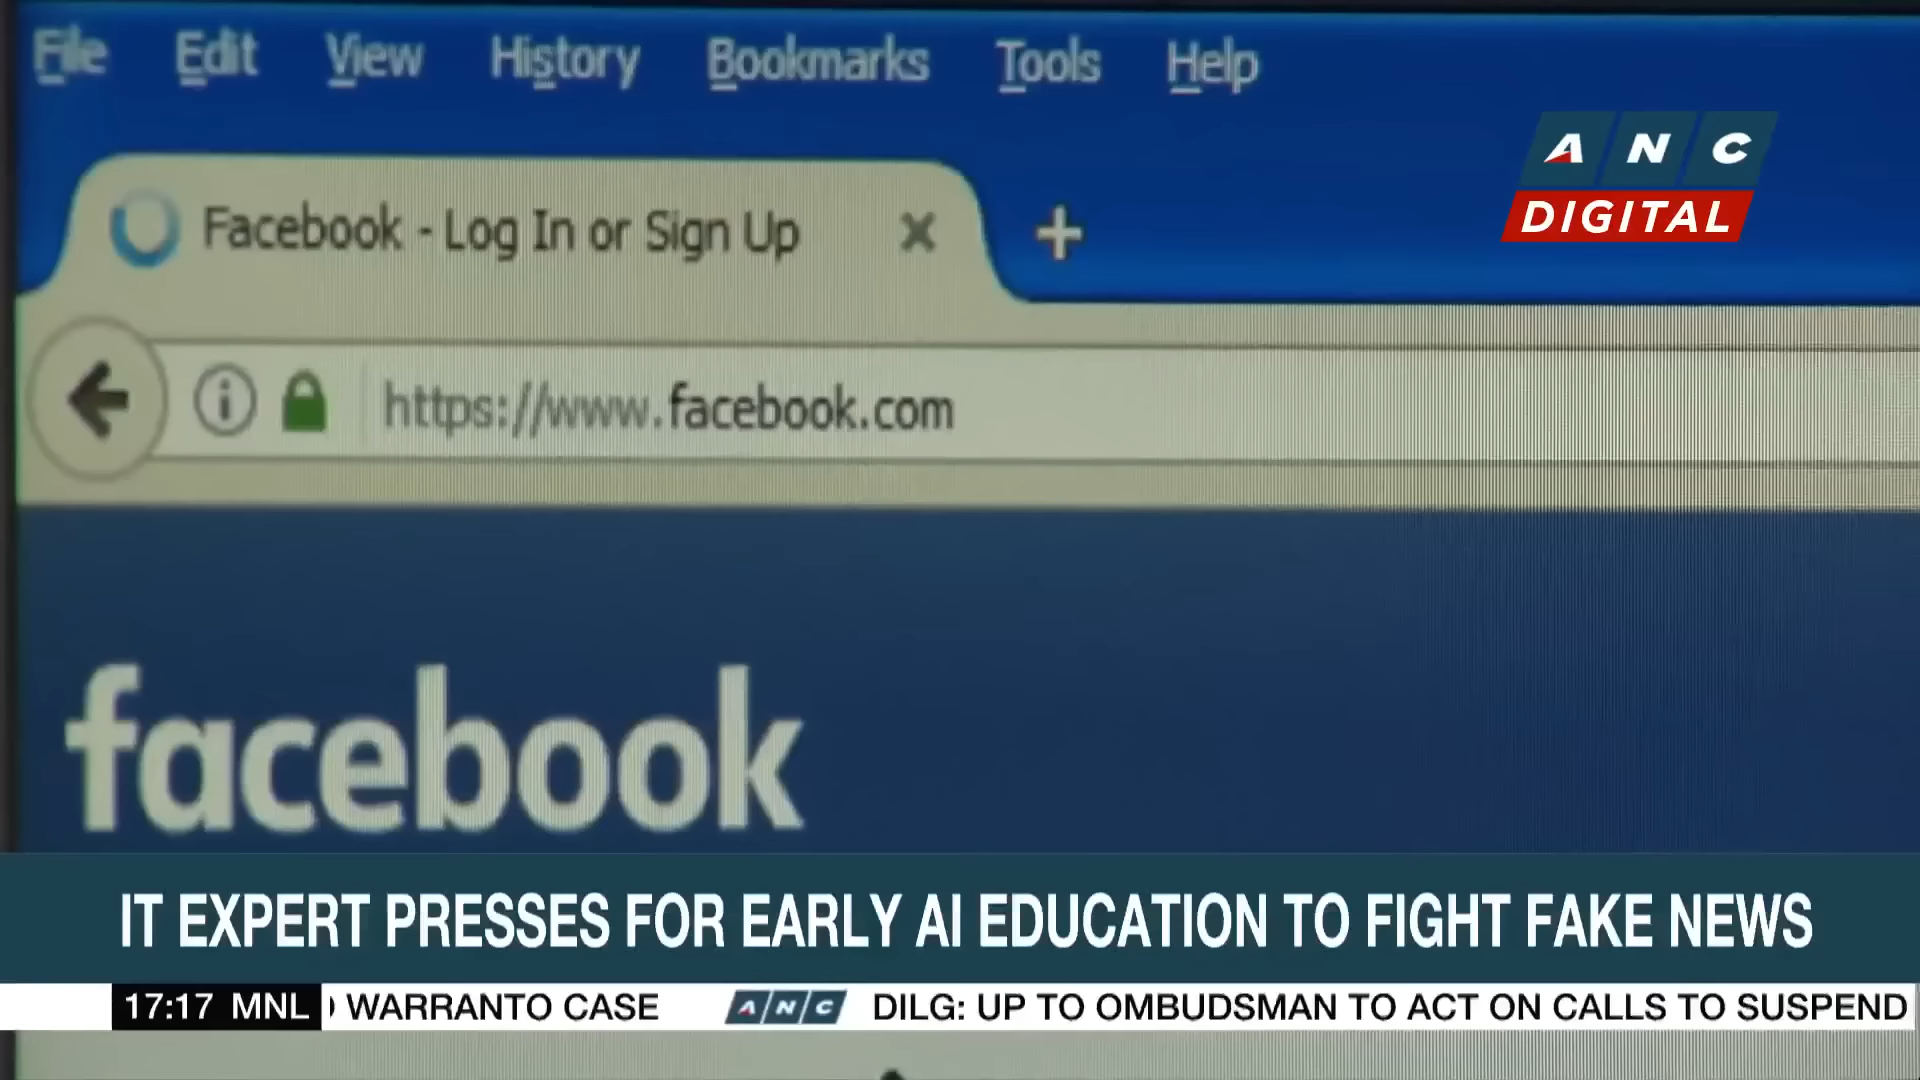 File Edit View History Bookmarks Tools Help
ANC
DIGITAL
Facebook - Log In or Sign Up
https://www.facebook.com
facebook
IT EXPERT PRESSES FOR EARLY AI EDUCATION TO FIGHT FAKE NEWS
17:17 MNL WARRANTO CASE ANC DILG: UP TO OMBUDSMAN TO ACT ON CALLS TO SUSPEND